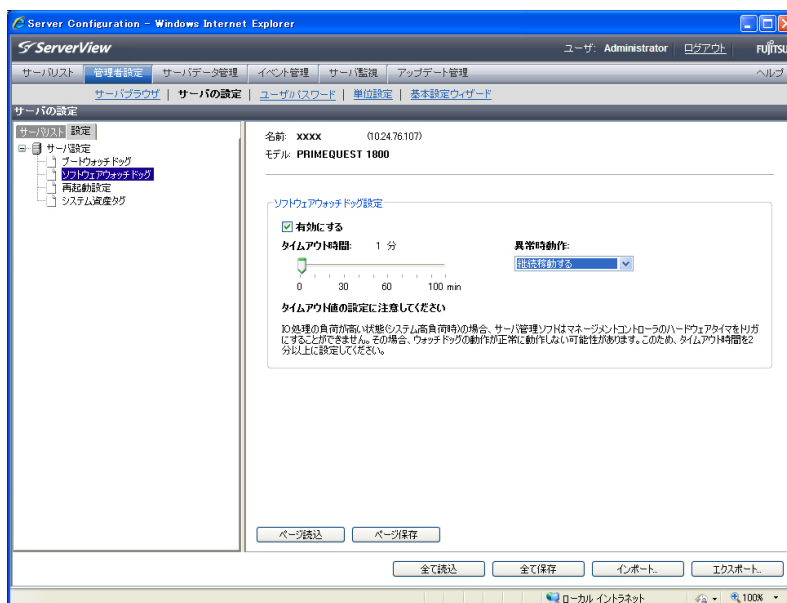 Server Configuration - Windows Internet Explorer
ServerView ユーザ: Administrator ログアウト FUJITSU
サーバリスト 管理者設定 サーバデータ管理 イベント管理 サーバ監視 アップデート管理 ヘルプ
サーバブラウザ | サーバの設定 | ユーザ/パスワード | 単位設定 | 基本設定ウィザード
サーバの設定
サーバリスト 設定
サーバ設定
ブートウォッチドッグ
ソフトウェアウォッチドッグ
再起動設定
システム資産タグ
名前: xxxx (10.24.76.107)
モデル: PRIMEQUEST 1800
ソフトウェアウォッチドッグ設定
有効にする
タイムアウト時間: 1 分 異常時動作:
継続稼動する
0 30 60 100 min
タイムアウト値の設定に注意してください
IO処理の負荷が高い状態(システム高負荷時)の場合、サーバ管理ソフトはマネージメントコントローラのハードウェアタイマをトリガ
にすることができません。その場合、ウォッチドッグの動作が正常に動作しない可能性があります。このため、タイムアウト時間を2
分以上に設定してください。
ページ読込 ページ保存
全て読込 全て保存 インポート... エクスポート...
ローカル イントラネット 100%